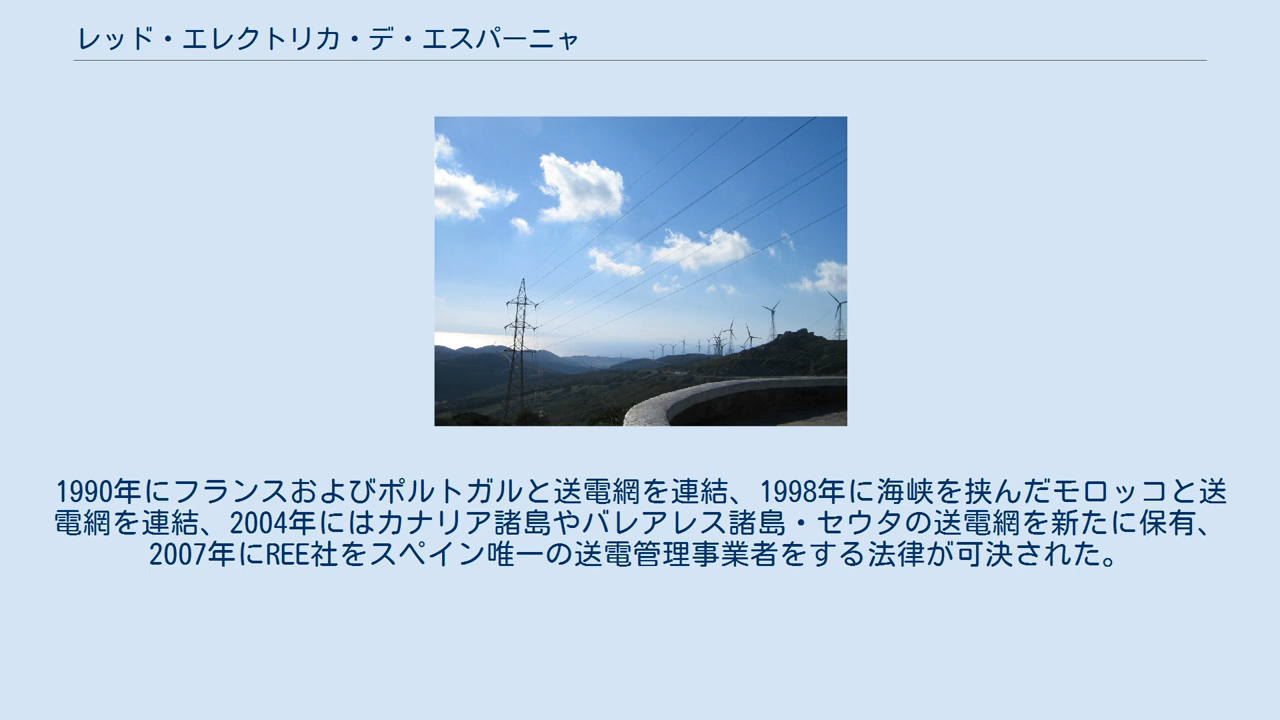 レッド・エレクトリカ・デ・エスパーニャ
1990年にフランスおよびポルトガルと送電網を連結、1998年に海峡を挟んだモロッコと送
電網を連結、2004年にはカナリア諸島やバレアレス諸島・セウタの送電網を新たに保有、
2007年にREE社をスペイン唯一の送電管理事業者をする法律が可決された。